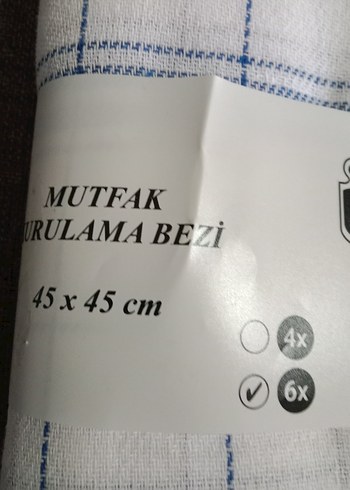 MUTFAK
URULAMA BEZİ
45 x 45 cm
4x
✓ 6x